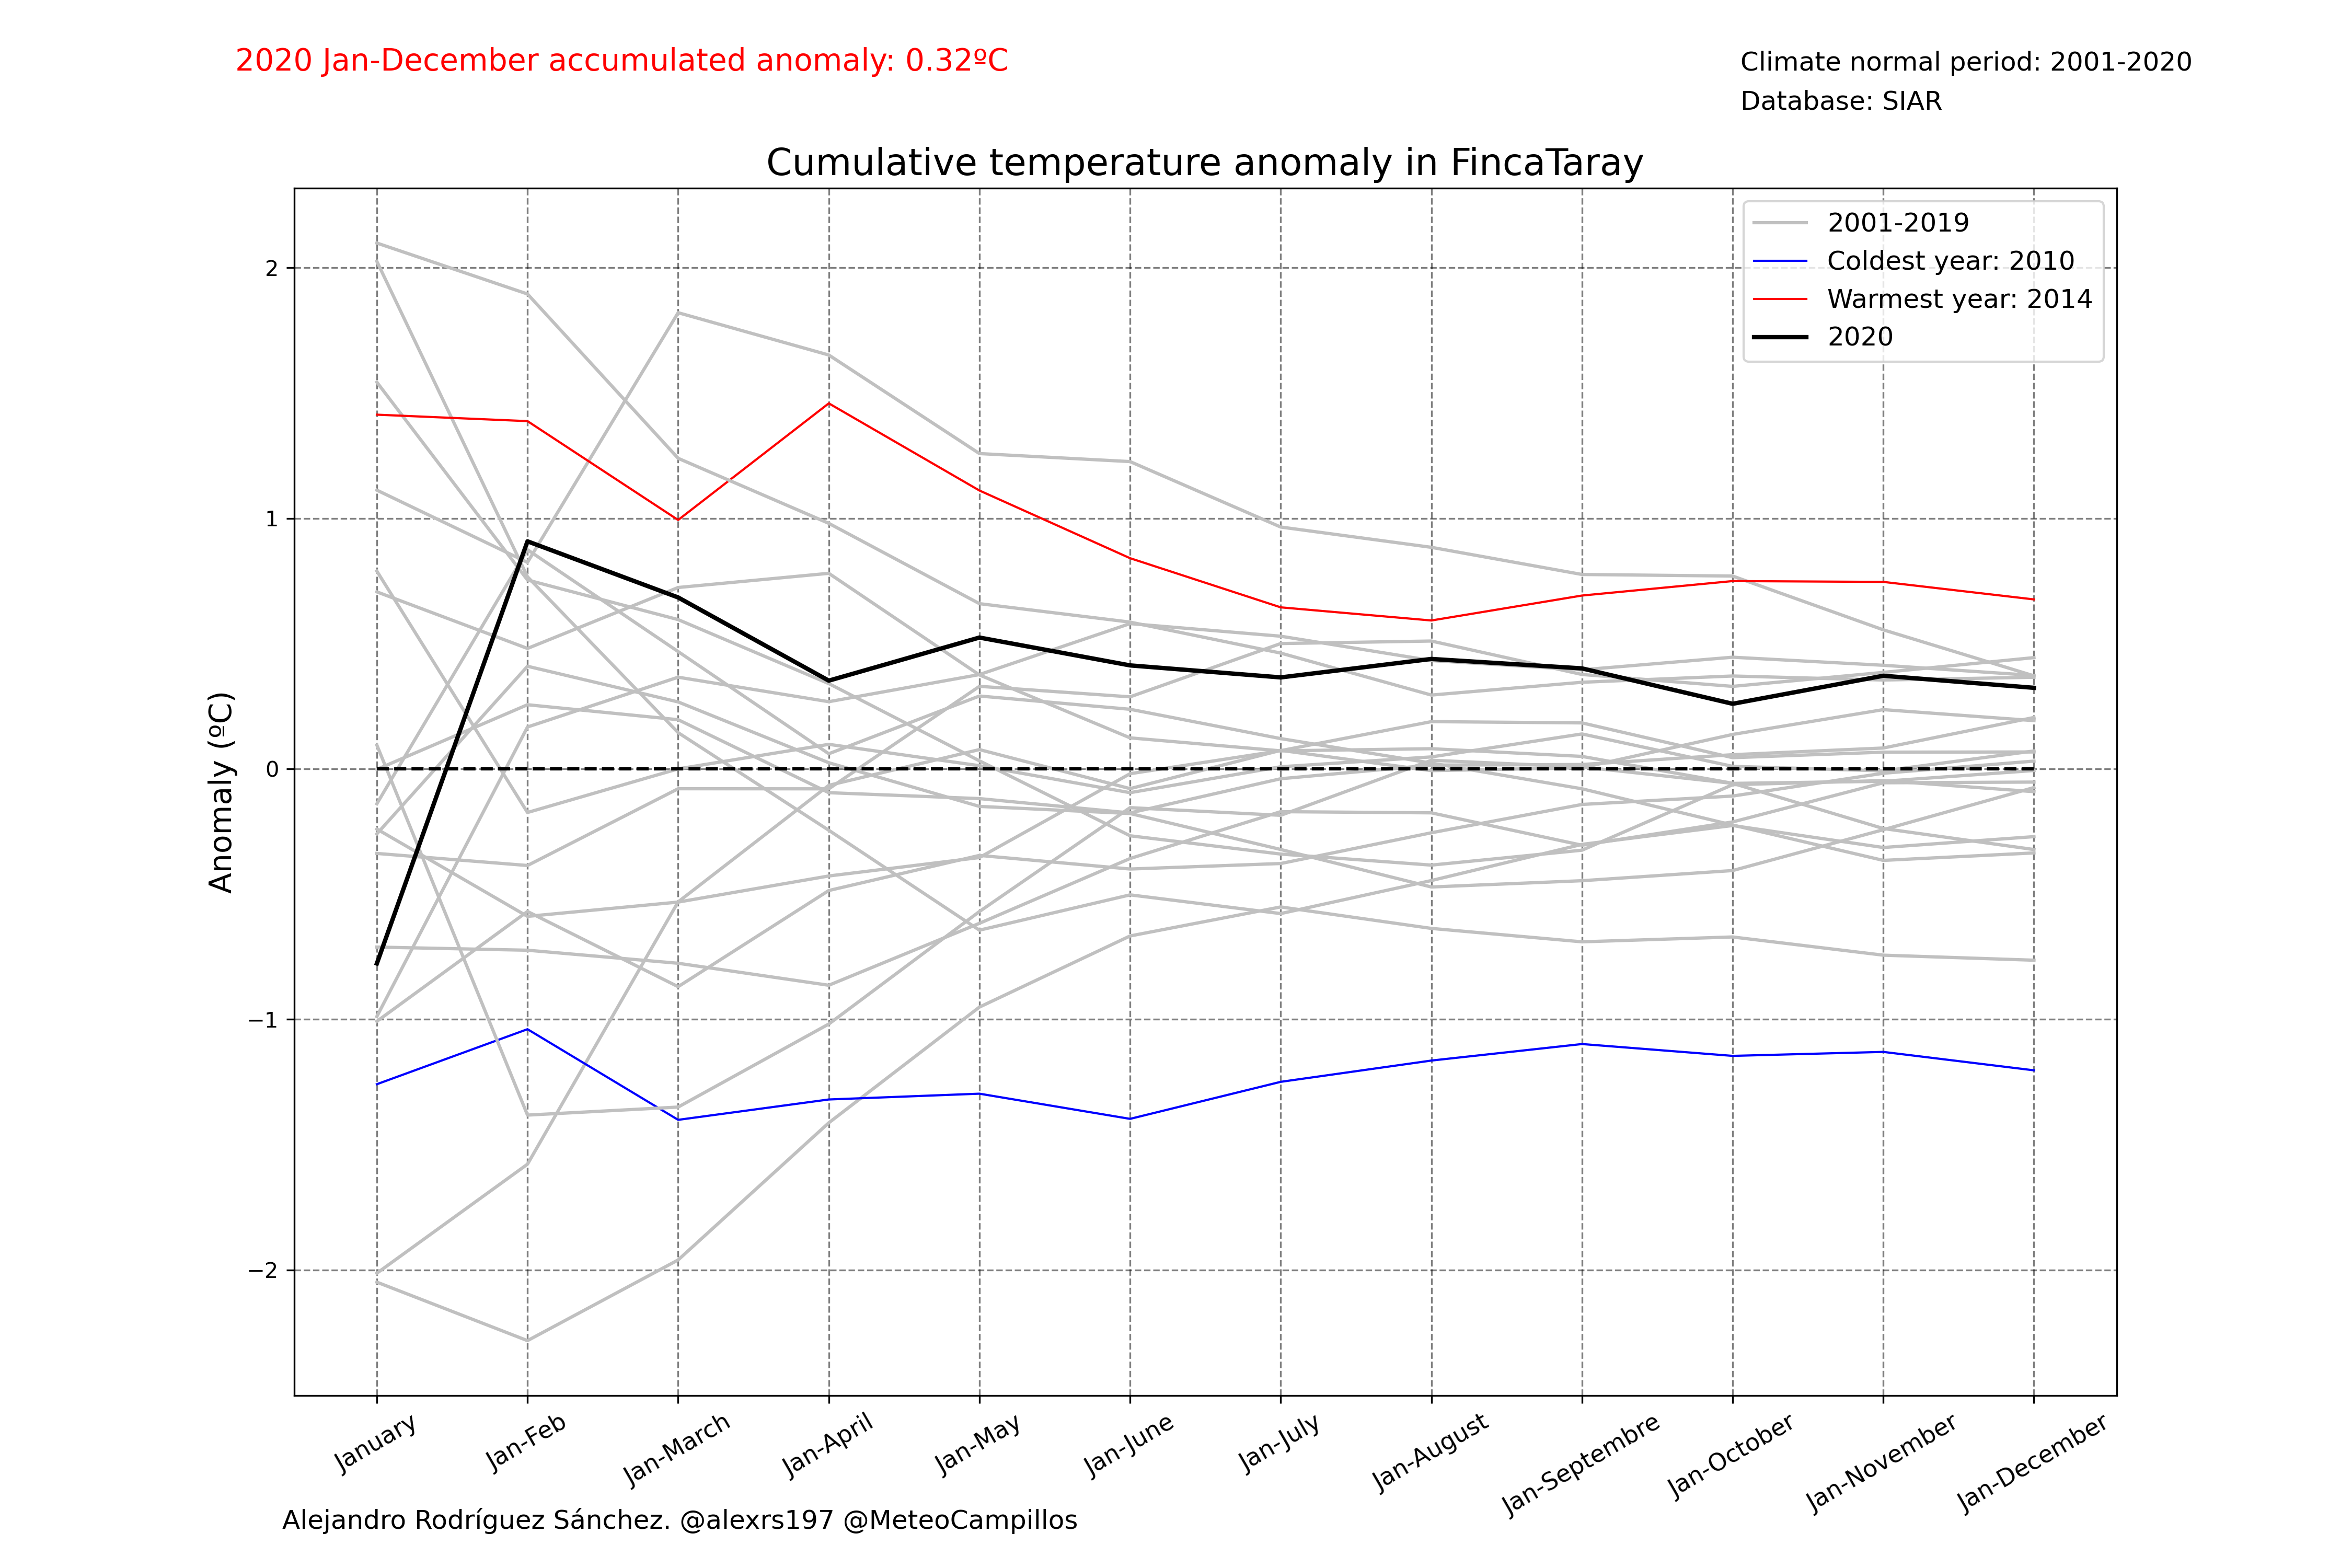 2020 Jan-December accumulated anomaly: 0.32ºC
Climate normal period: 2001-2020
Database: SIAR
Cumulative temperature anomaly in FincaTaray
2001-2019
Coldest year: 2010
Warmest year: 2014
2020
Anomaly (ºC)
2
1
0
−1
−2
January
Jan-Feb
Jan-March
Jan-April
Jan-May
Jan-June
Jan-July
Jan-August
Jan-Septembre
Jan-October
Jan-November
Jan-December
Alejandro Rodríguez Sánchez. @alexrs197 @MeteoCampillos